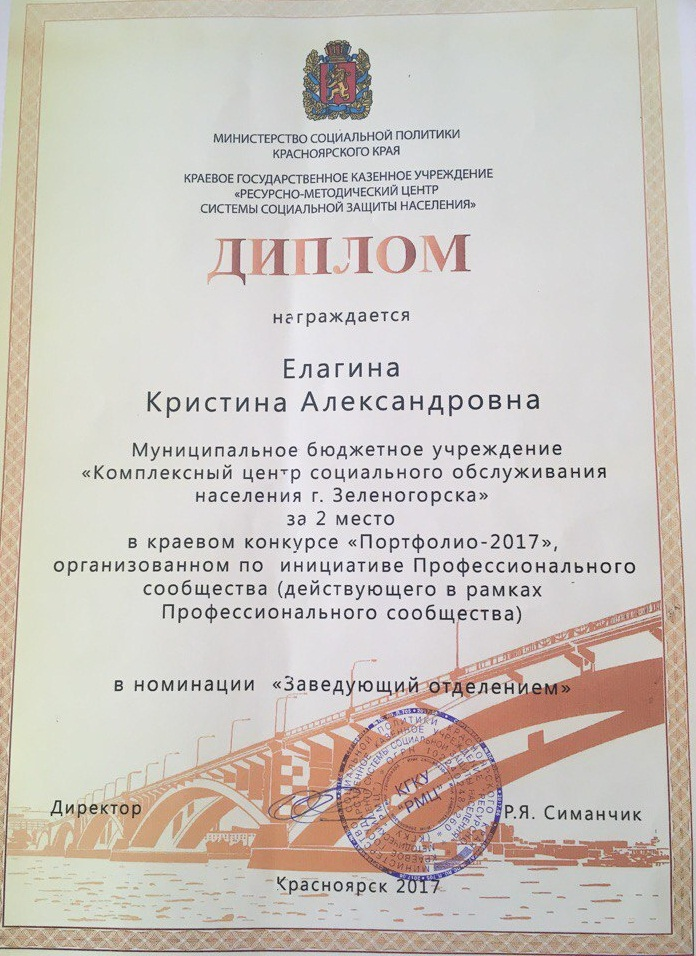 МИНИСТЕРСТВО СОЦИАЛЬНОЙ ПОЛИТИКИ
КРАСНОЯРСКОГО КРАЯ
КРАЕВОЕ ГОСУДАРСТВЕННОЕ КАЗЕННОЕ УЧРЕЖДЕНИЕ
«РЕСУРСНО-МЕТОДИЧЕСКИЙ ЦЕНТР
СИСТЕМЫ СОЦИАЛЬНОЙ ЗАЩИТЫ НАСЕЛЕНИЯ»
ДИПЛОМ
награждается
Елагина
Кристина Александровна
Муниципальное бюджетное учреждение
«Комплексный центр социального обслуживания
населения г. Зеленогорска»
за 2 место
в краевом конкурсе «Портфолио-2017»,
организованном по инициативе Профессионального
сообщества (действующего в рамках
Профессионального сообщества)
в номинации «Заведующий отделением»
Директор
КГКУ
"РМЦ"
Р.Я. Симанчик
Красноярск 2017